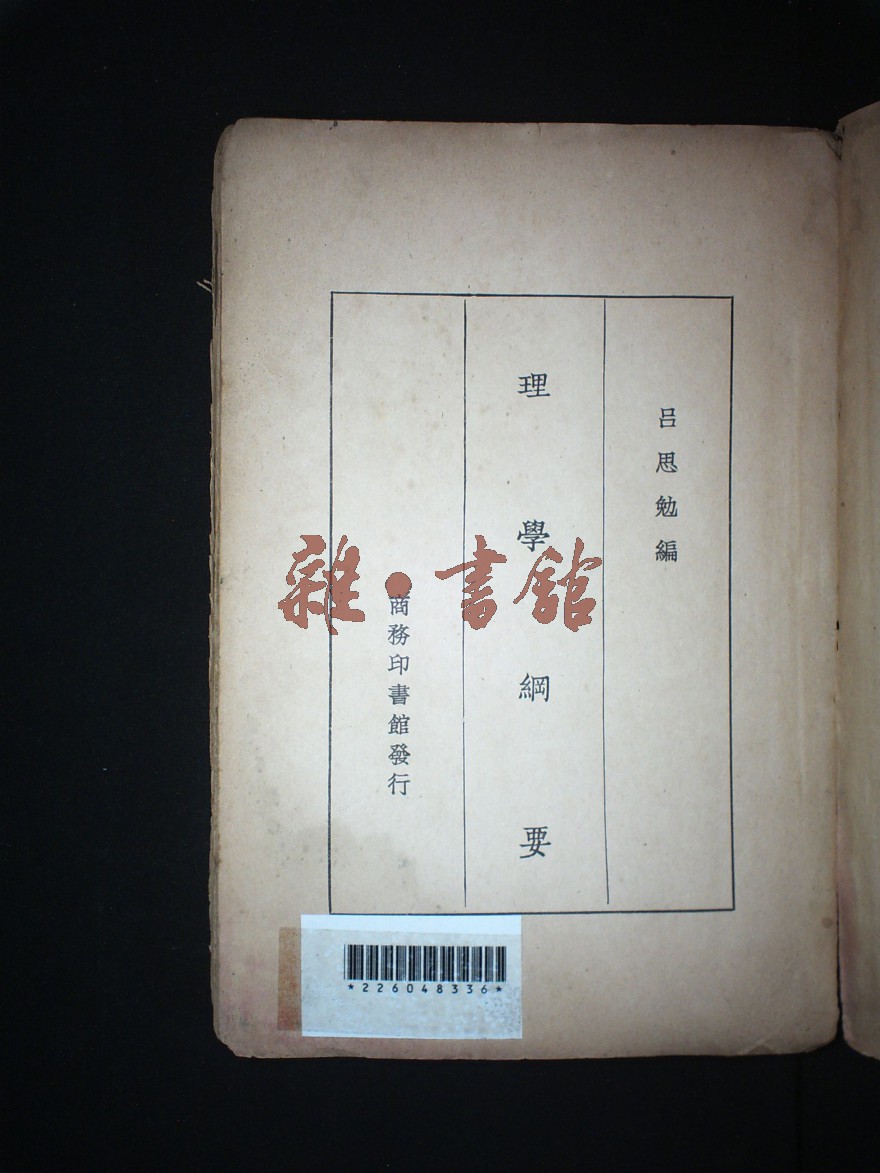 呂思勉編
理學綱要
商務印書館發行
雜·書館
*226048336*